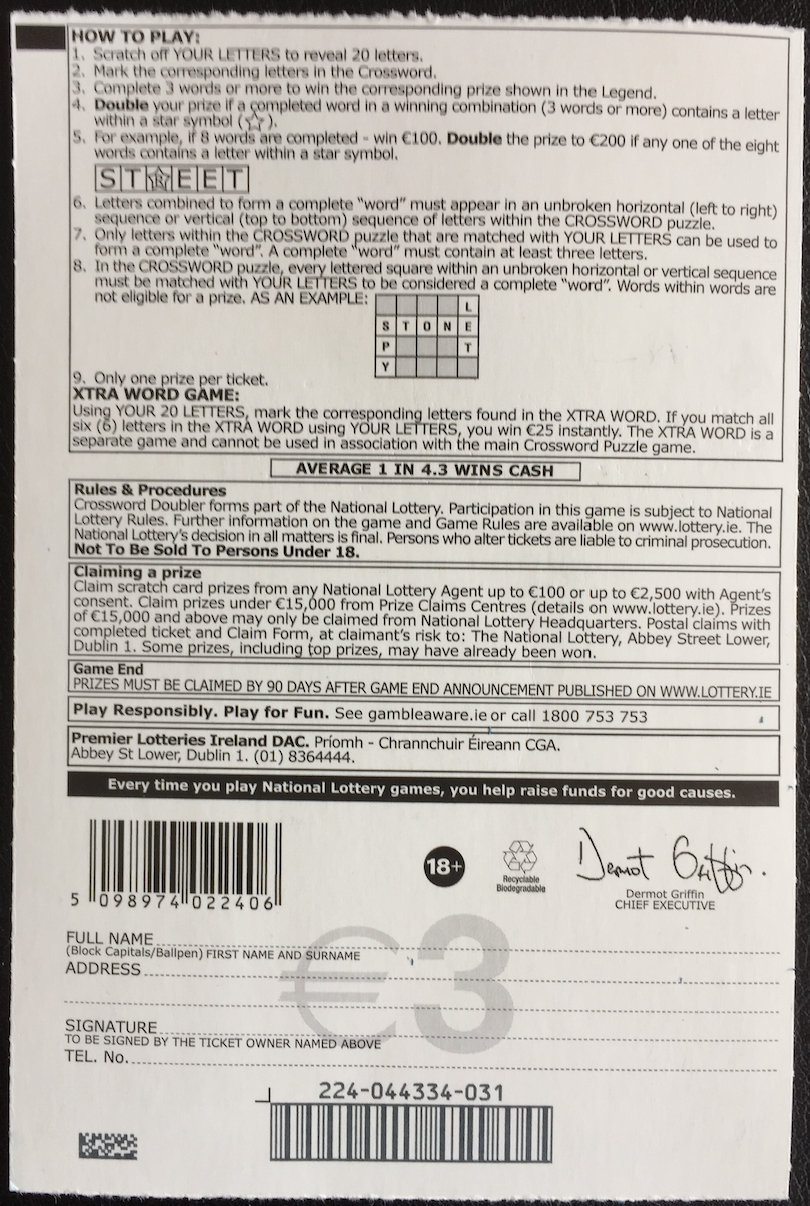 HOW TO PLAY:
1. Scratch off YOUR LETTERS to reveal 20 letters.
2. Mark the corresponding letters in the Crossword.
3. Complete 3 words or more to win the corresponding prize shown in the Legend.
4. Double your prize if a completed word in a winning combination (3 words or more) contains a letter
within a star symbol (☆).
5. For example, if 8 words are completed - win €100. Double the prize to €200 if any one of the eight
words contains a letter within a star symbol.
STREET
6. Letters combined to form a complete "word" must appear in an unbroken horizontal (left to right)
sequence or vertical (top to bottom) sequence of letters within the CROSSWORD puzzle.
7. Only letters within the CROSSWORD puzzle that are matched with YOUR LETTERS can be used to
form a complete "word". A complete "word" must contain at least three letters.
8. In the CROSSWORD puzzle, every lettered square within an unbroken horizontal or vertical sequence
must be matched with YOUR LETTERS to be considered a complete "word". Words within words are
not eligible for a prize. AS AN EXAMPLE:
L
S T O N E
P T
Y
9. Only one prize per ticket.
XTRA WORD GAME:
Using YOUR 20 LETTERS, mark the corresponding letters found in the XTRA WORD. If you match all
six (6) letters in the XTRA WORD using YOUR LETTERS, you win €25 instantly. The XTRA WORD is a
separate game and cannot be used in association with the main Crossword Puzzle game.
AVERAGE 1 IN 4.3 WINS CASH
Rules & Procedures
Crossword Doubler forms part of the National Lottery. Participation in this game is subject to National
Lottery Rules. Further information on the game and Game Rules are available on www.lottery.ie. The
National Lottery's decision in all matters is final. Persons who alter tickets are liable to criminal prosecution.
Not To Be Sold To Persons Under 18.
Claiming a prize
Claim scratch card prizes from any National Lottery Agent up to €100 or up to €2,500 with Agent's
consent. Claim prizes under €15,000 from Prize Claims Centres (details on www.lottery.ie). Prizes
of €15,000 and above may only be claimed from National Lottery Headquarters. Postal claims with
completed ticket and Claim Form, at claimant's risk to: The National Lottery, Abbey Street Lower,
Dublin 1. Some prizes, including top prizes, may have already been won.
Game End
PRIZES MUST BE CLAIMED BY 90 DAYS AFTER GAME END ANNOUNCEMENT PUBLISHED ON WWW.LOTTERY.IE
Play Responsibly. Play for Fun. See gambleaware.ie or call 1800 753 753
Premier Lotteries Ireland DAC. Príomh - Chrannchuir Éireann CGA.
Abbey St Lower, Dublin 1. (01) 8364444.
Every time you play National Lottery games, you help raise funds for good causes.
5 098974 022406
18+
Recyclable
Biodegradable
Dermot Griffin.
Dermot Griffin
CHIEF EXECUTIVE
€3
FULL NAME
(Block Capitals/Ballpen) FIRST NAME AND SURNAME
ADDRESS
SIGNATURE
TO BE SIGNED BY THE TICKET OWNER NAMED ABOVE
TEL. No.
224-044334-031